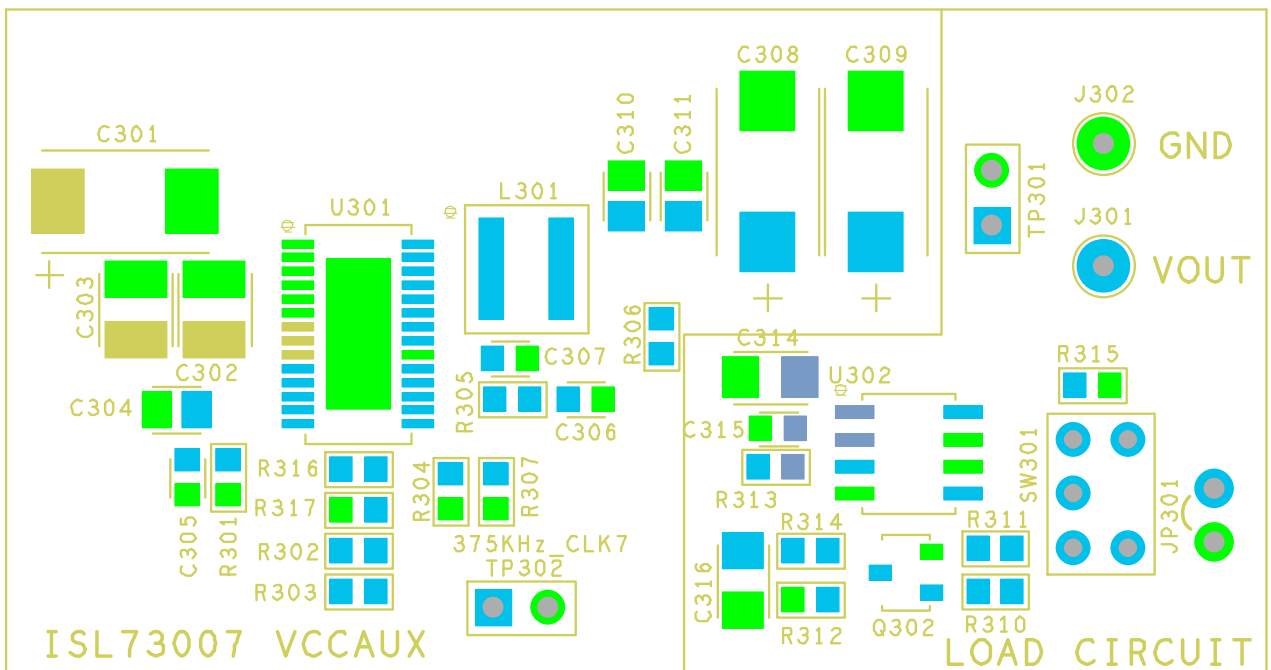 C308
C309
J302
C310
C311
C301
GND
TP301
L301
U301
J301
VOUT
C303
R306
C314
C307
R315
C302
U302
R305
C304
C306
C315
SW301
R316
R304
R307
R313
R317
R314
R311
JP301
C305
R301
375KHz_CLK7
R302
TP302
C316
R303
R312
Q302
R310
ISL73007 VCCAUX
LOAD CIRCUIT